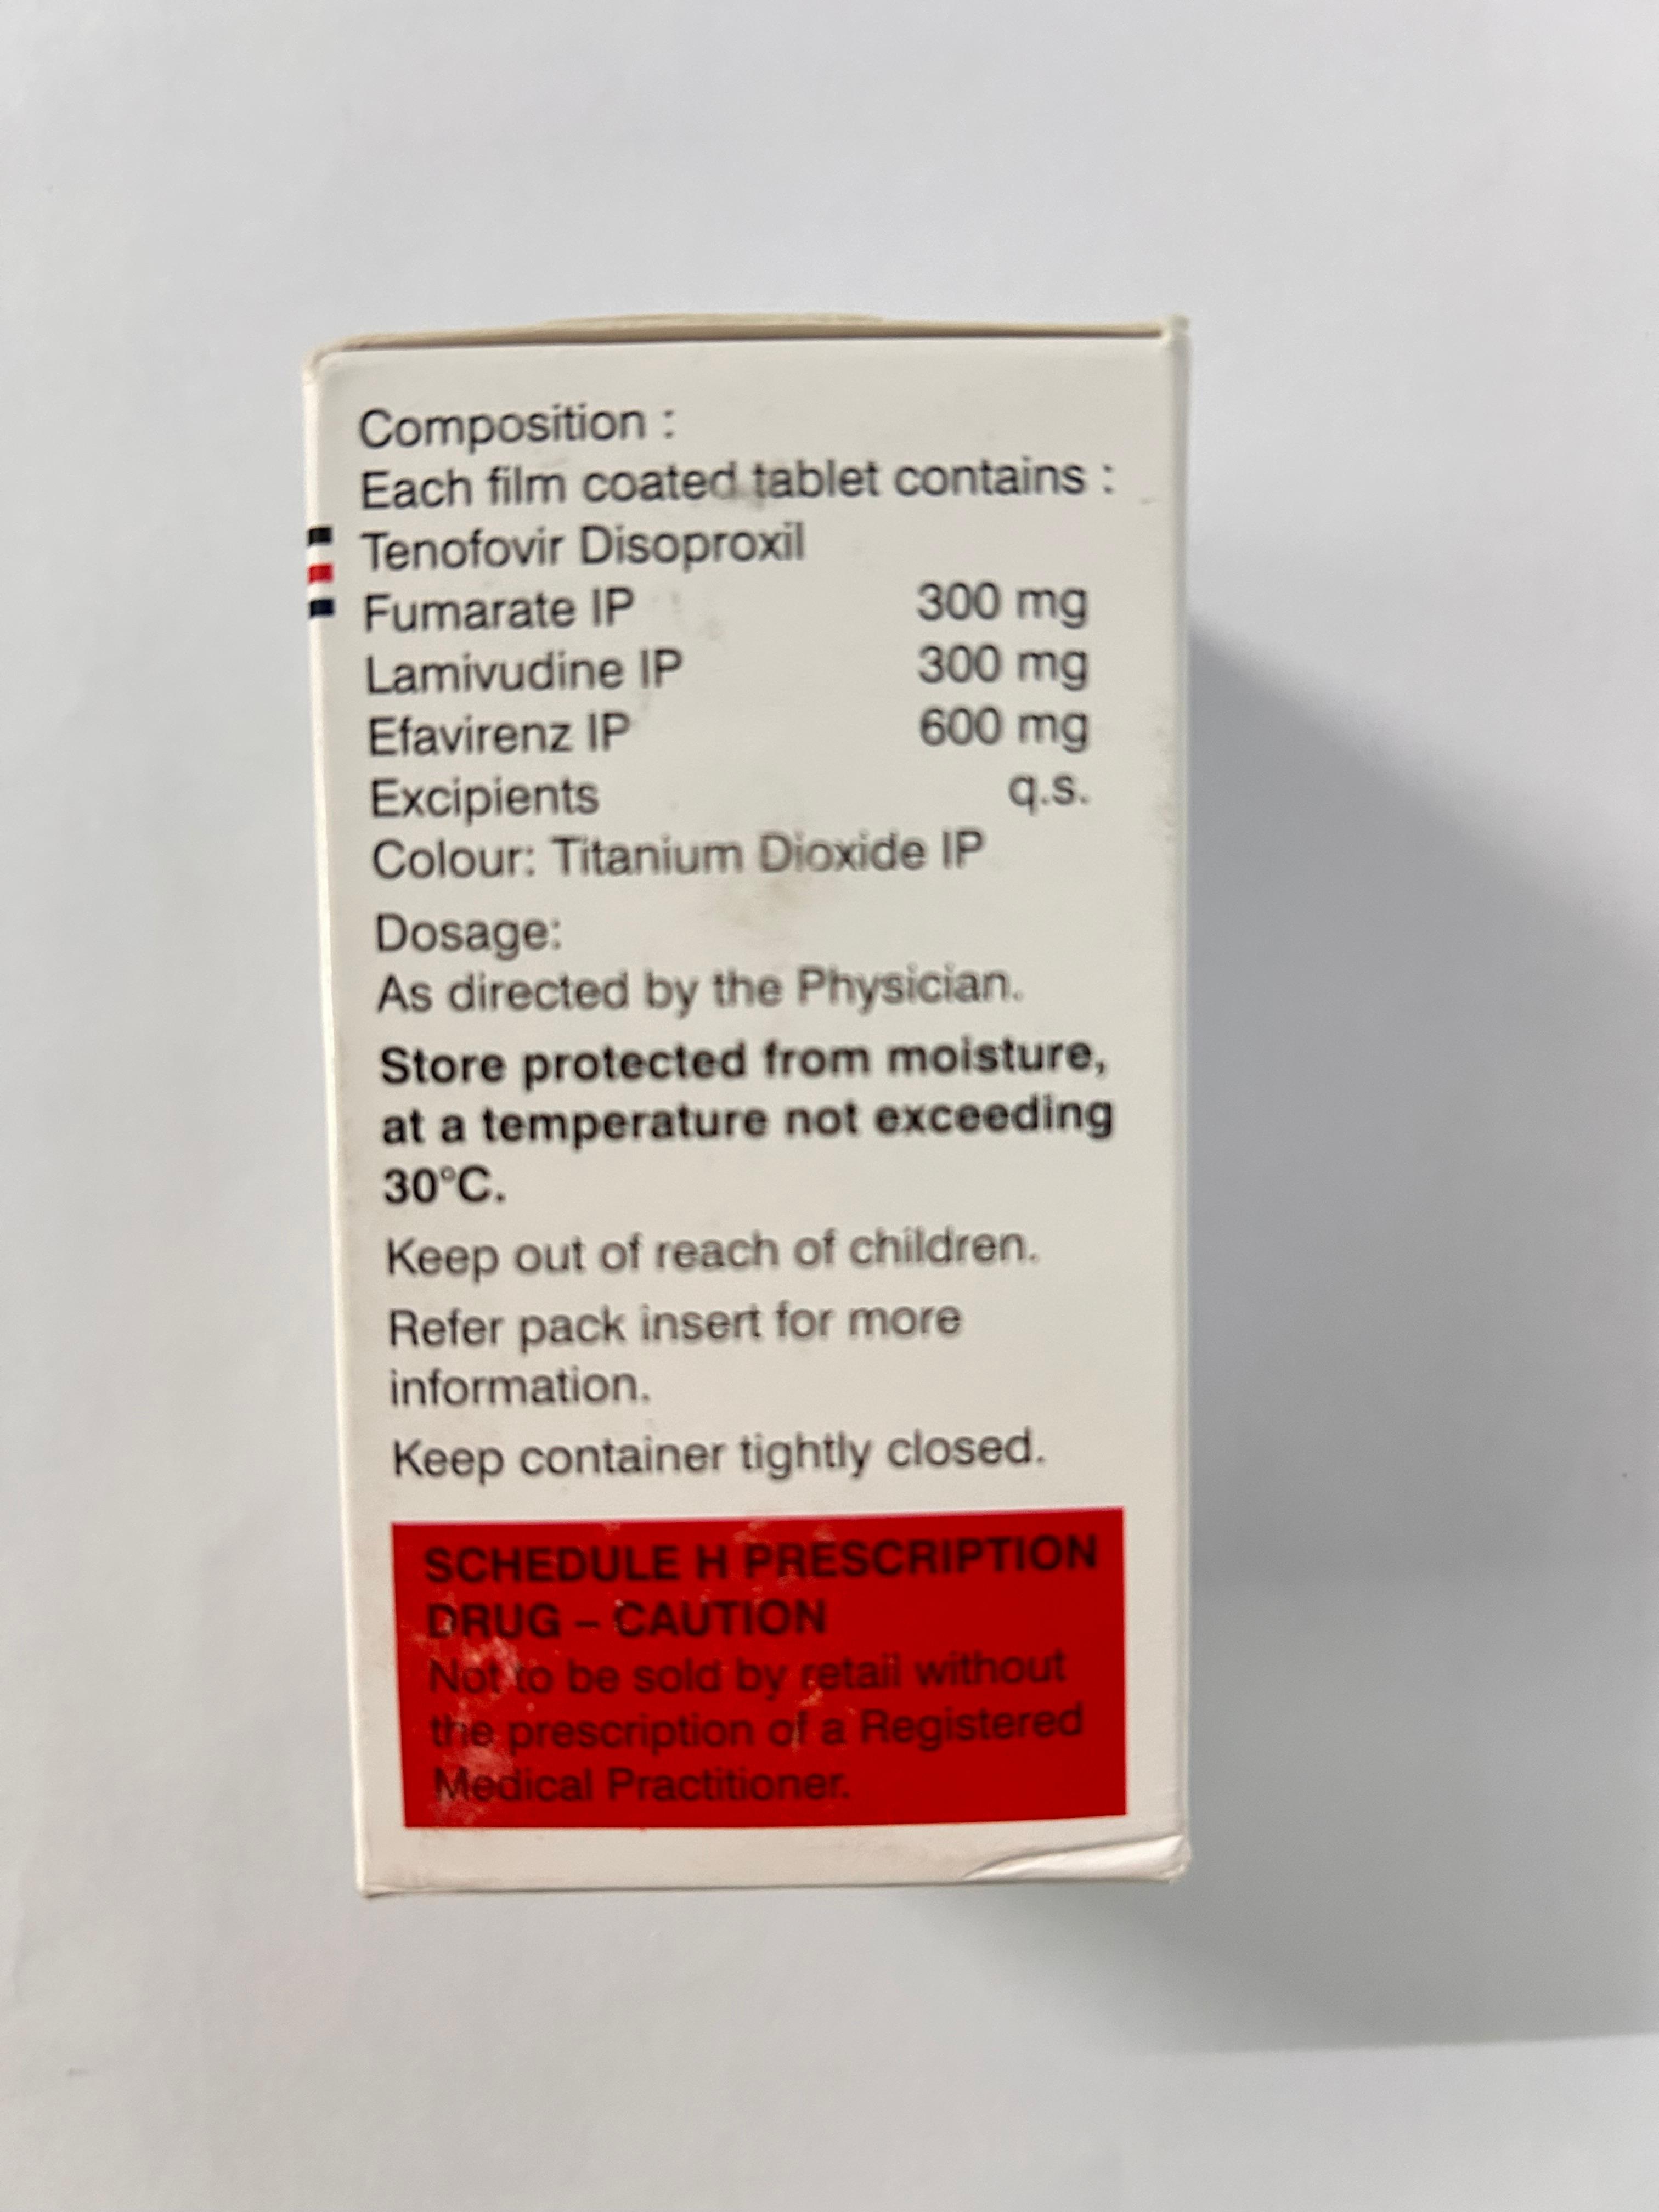 Composition :
Each film coated tablet contains :
Tenofovir Disoproxil
Fumarate IP 300 mg
Lamivudine IP 300 mg
Efavirenz IP 600 mg
Excipients q.s.
Colour: Titanium Dioxide IP
Dosage:
As directed by the Physician.
Store protected from moisture,
at a temperature not exceeding
30°C.
Keep out of reach of children.
Refer pack insert for more
information.
Keep container tightly closed.
SCHEDULE H PRESCRIPTION
DRUG – CAUTION
Not to be sold by retail without
the prescription of a Registered
Medical Practitioner.